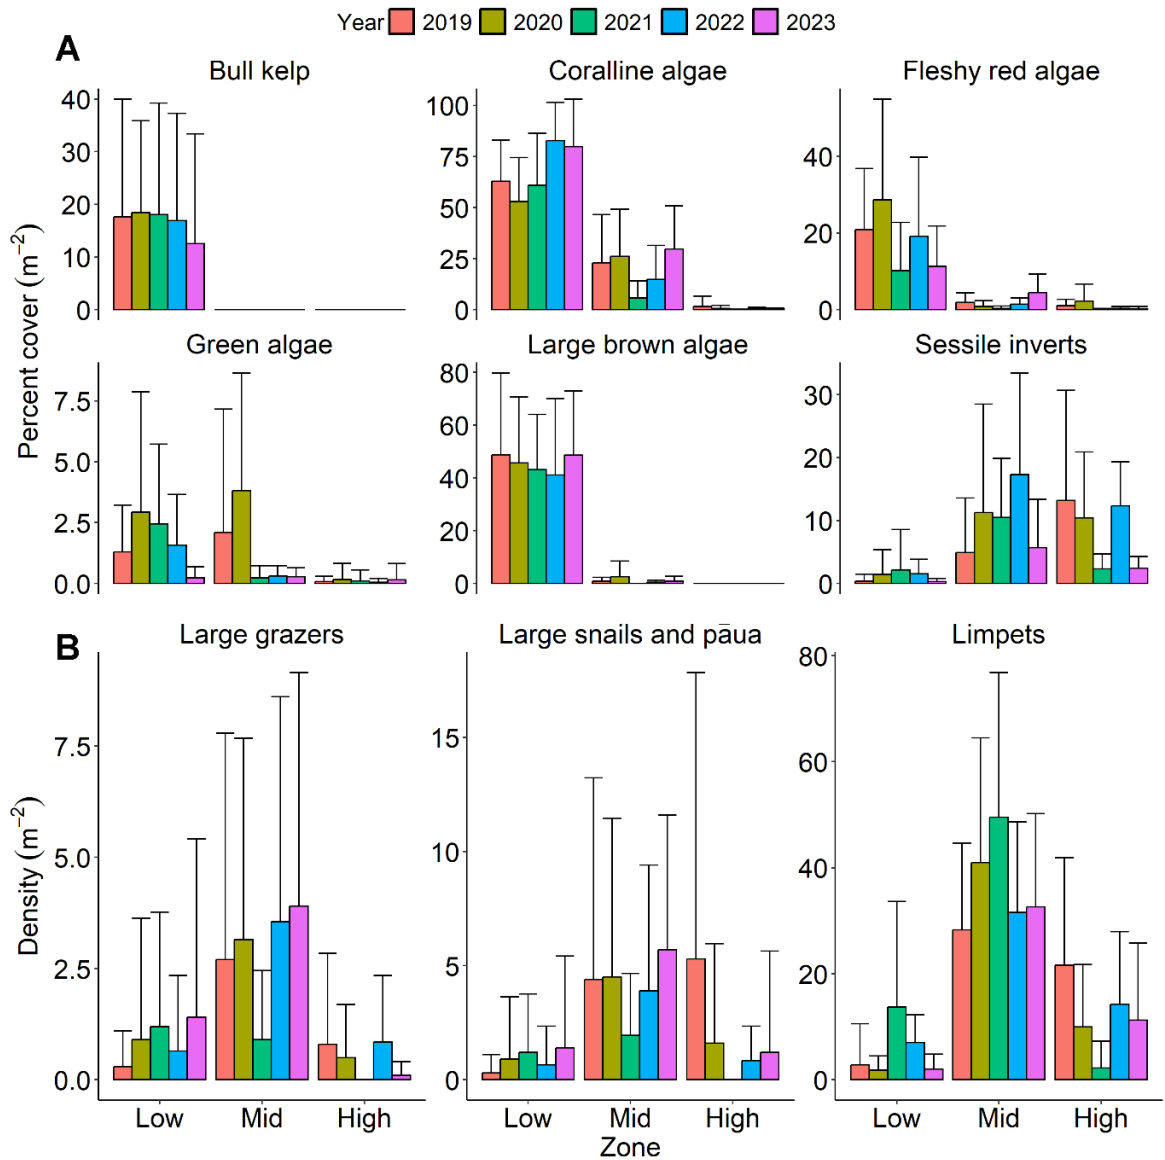 Year 2019 2020 2021 2022 2023
A
Bull kelp Coralline algae Fleshy red algae
40 30 20 10 0
100 75 50 25 0
40 20 0
Percent cover (m⁻²)
Green algae Large brown algae Sessile inverts
7.5 5.0 2.5 0.0
80 60 40 20 0
30 20 10 0
B
Large grazers Large snails and pāua Limpets
7.5 5.0 2.5 0.0
15 10 5 0
80 60 40 20 0
Density (m⁻²)
Low Mid High Low Mid High Low Mid High
Zone